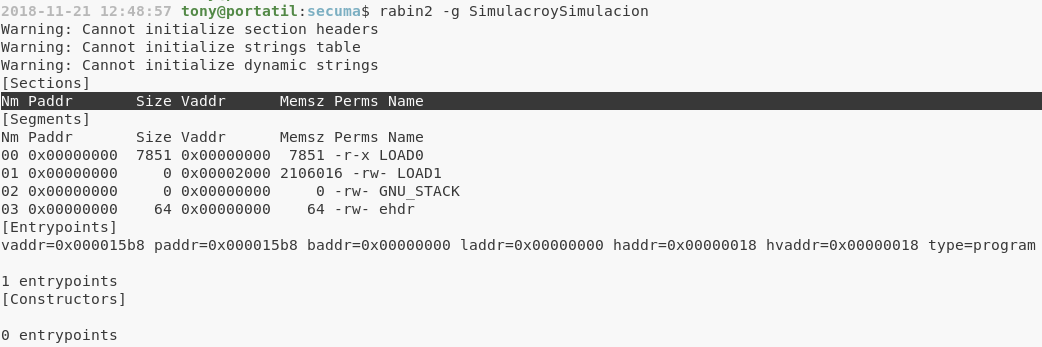 2018-11-21 12:48:57 tony@portatil:secuma$ rabin2 -g SimulacroySimulacion
Warning: Cannot initialize section headers
Warning: Cannot initialize strings table
Warning: Cannot initialize dynamic strings
[Sections]
Nm Paddr       Size Vaddr      Memsz Perms Name
[Segments]
Nm Paddr       Size Vaddr      Memsz Perms Name
00 0x00000000  7851 0x00000000  7851 -r-x LOAD0
01 0x00000000     0 0x00002000 2106016 -rw- LOAD1
02 0x00000000     0 0x00000000     0 -rw- GNU_STACK
03 0x00000000    64 0x00000000    64 -rw- ehdr
[Entrypoints]
vaddr=0x000015b8 paddr=0x000015b8 baddr=0x00000000 laddr=0x00000000 haddr=0x00000018 hvaddr=0x00000018 type=program
1 entrypoints
[Constructors]
0 entrypoints